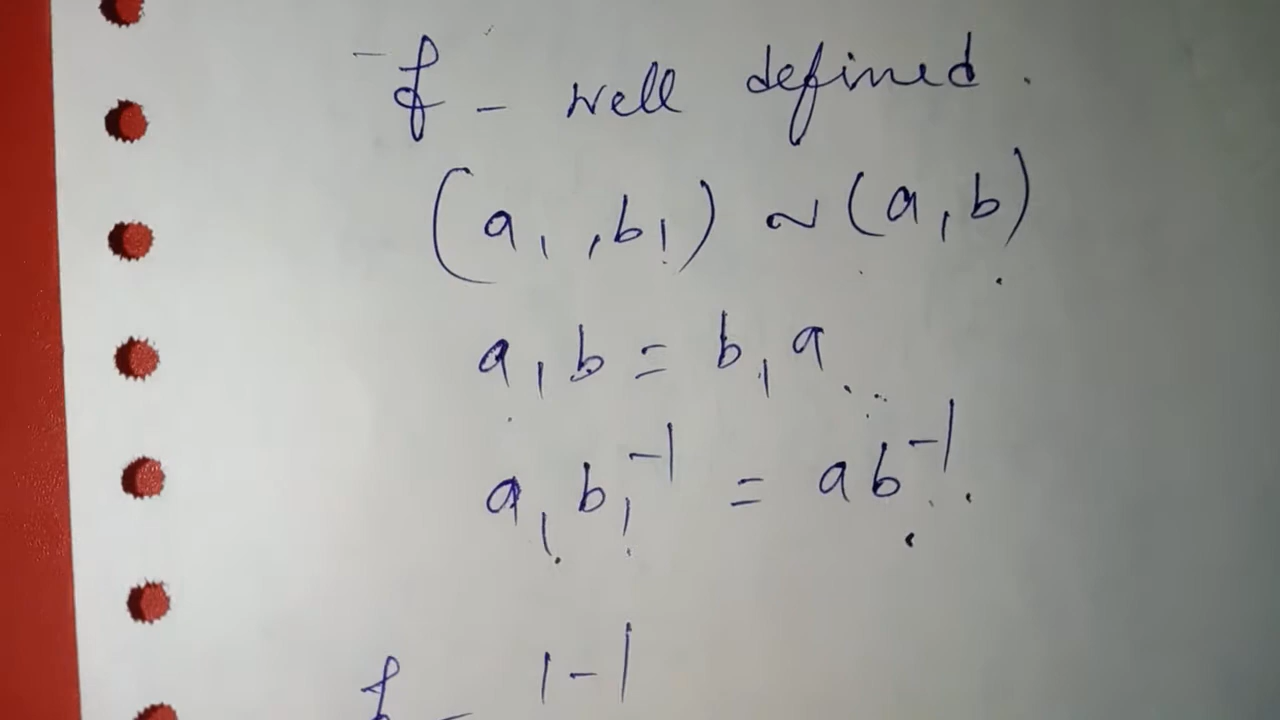 f - well defined.
(a₁, b₁) ~ (a, b)
a₁b = b₁a
a₁b₁⁻¹ = ab⁻¹.
f - 1-1